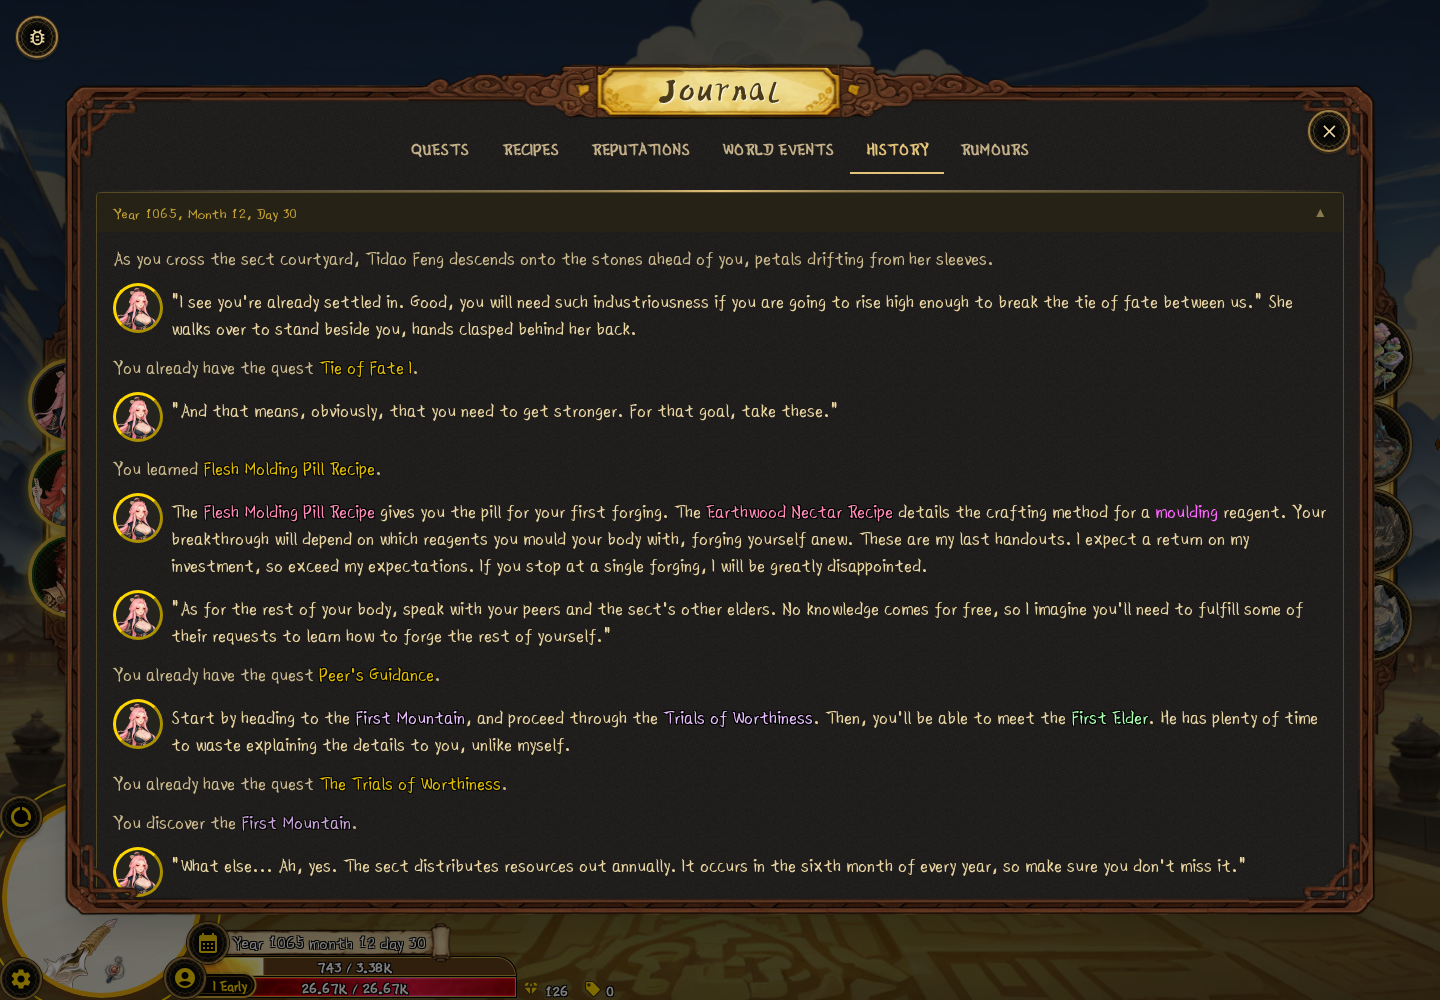 Journal
QUESTS RECIPES REPUTATIONS WORLD EVENTS HISTORY RUMOURS
Year 1065, Month 12, Day 30
As you cross the sect courtyard, Tidao Feng descends onto the stones ahead of you, petals drifting from her sleeves.
"I see you're already settled in. Good, you will need such industriousness if you are going to rise high enough to break the tie of fate between us." She
walks over to stand beside you, hands clasped behind her back.
You already have the quest Tie of Fate I.
"And that means, obviously, that you need to get stronger. For that goal, take these."
You learned Flesh Molding Pill Recipe.
The Flesh Molding Pill Recipe gives you the pill for your first forging. The Earthwood Nectar Recipe details the crafting method for a moulding reagent. Your
breakthrough will depend on which reagents you mould your body with, forging yourself anew. These are my last handouts. I expect a return on my
investment, so exceed my expectations. If you stop at a single forging, I will be greatly disappointed.
"As for the rest of your body, speak with your peers and the sect's other elders. No knowledge comes for free, so I imagine you'll need to fulfill some of
their requests to learn how to forge the rest of yourself."
You already have the quest Peer's Guidance.
Start by heading to the First Mountain, and proceed through the Trials of Worthiness. Then, you'll be able to meet the First Elder. He has plenty of time
to waste explaining the details to you, unlike myself.
You already have the quest The Trials of Worthiness.
You discover the First Mountain.
"What else... Ah, yes. The sect distributes resources out annually. It occurs in the sixth month of every year, so make sure you don't miss it."
Year 1065 month 12 day 30
743 / 3.38K
1 Early
26.67K / 26.67K
126
0